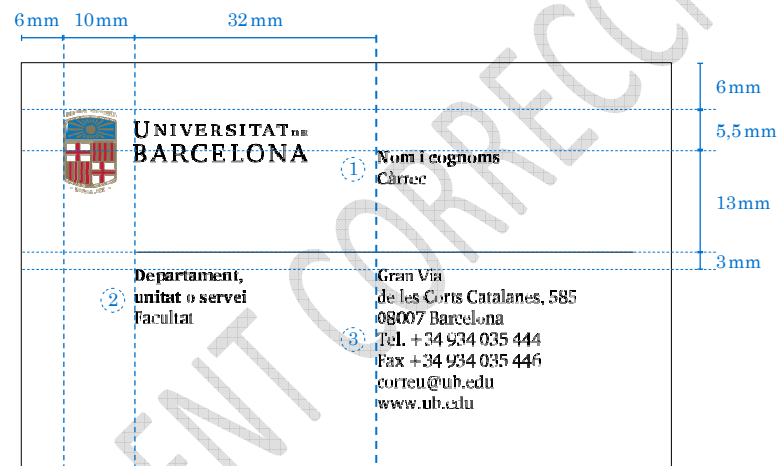 6 mm 10 mm 32 mm
6 mm
5,5 mm
13 mm
3 mm
UNIVERSITAT DE
BARCELONA
1
Nom i cognoms
Càrrec
2
Departament,
unitat o servei
Facultat
3
Gran Via
de les Corts Catalanes, 585
08007 Barcelona
Tel. +34 934 035 444
Fax +34 934 035 446
correu@ub.edu
www.ub.edu
ENT CORRECCI